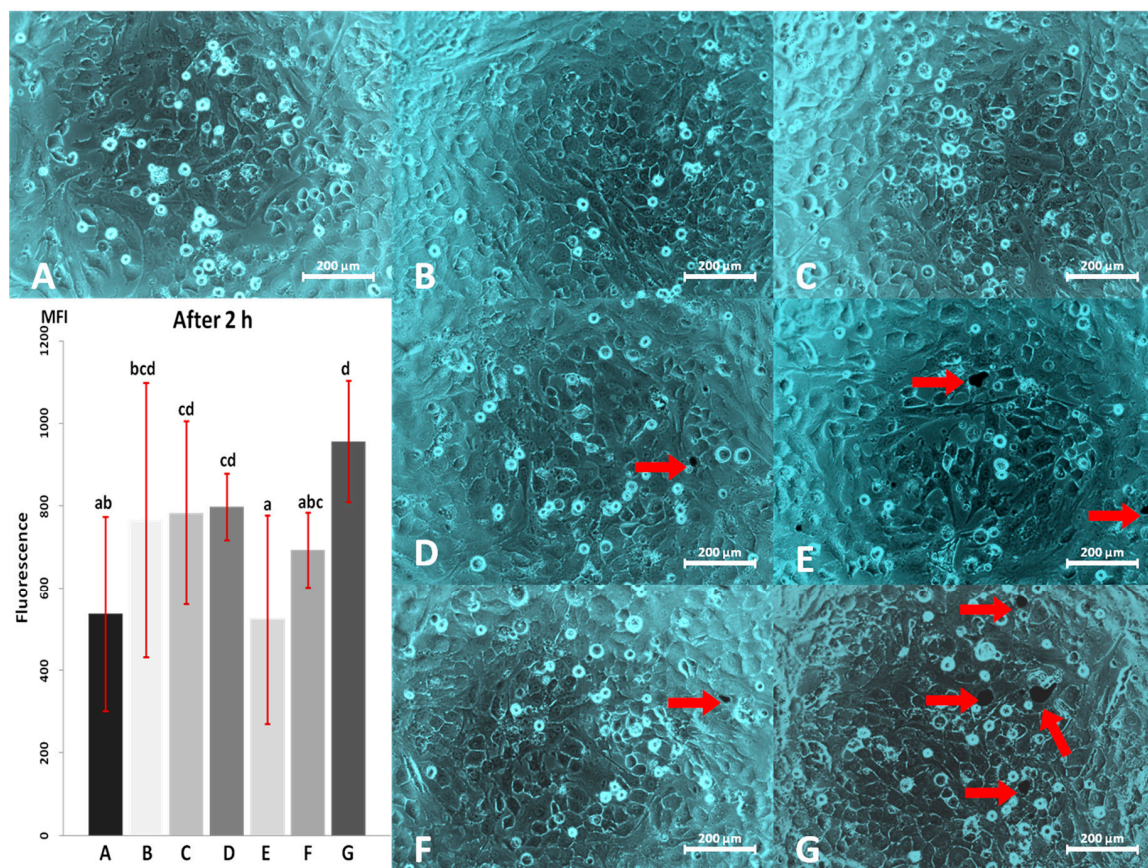 A
200 µm
B
200 µm
C
200 µm
MFI
After 2 h
1200
1000
800
600
400
200
0
Fluorescence
ab
bcd
cd
cd
a
abc
d
A B C D E F G
D
200 µm
E
200 µm
F
200 µm
G
200 µm